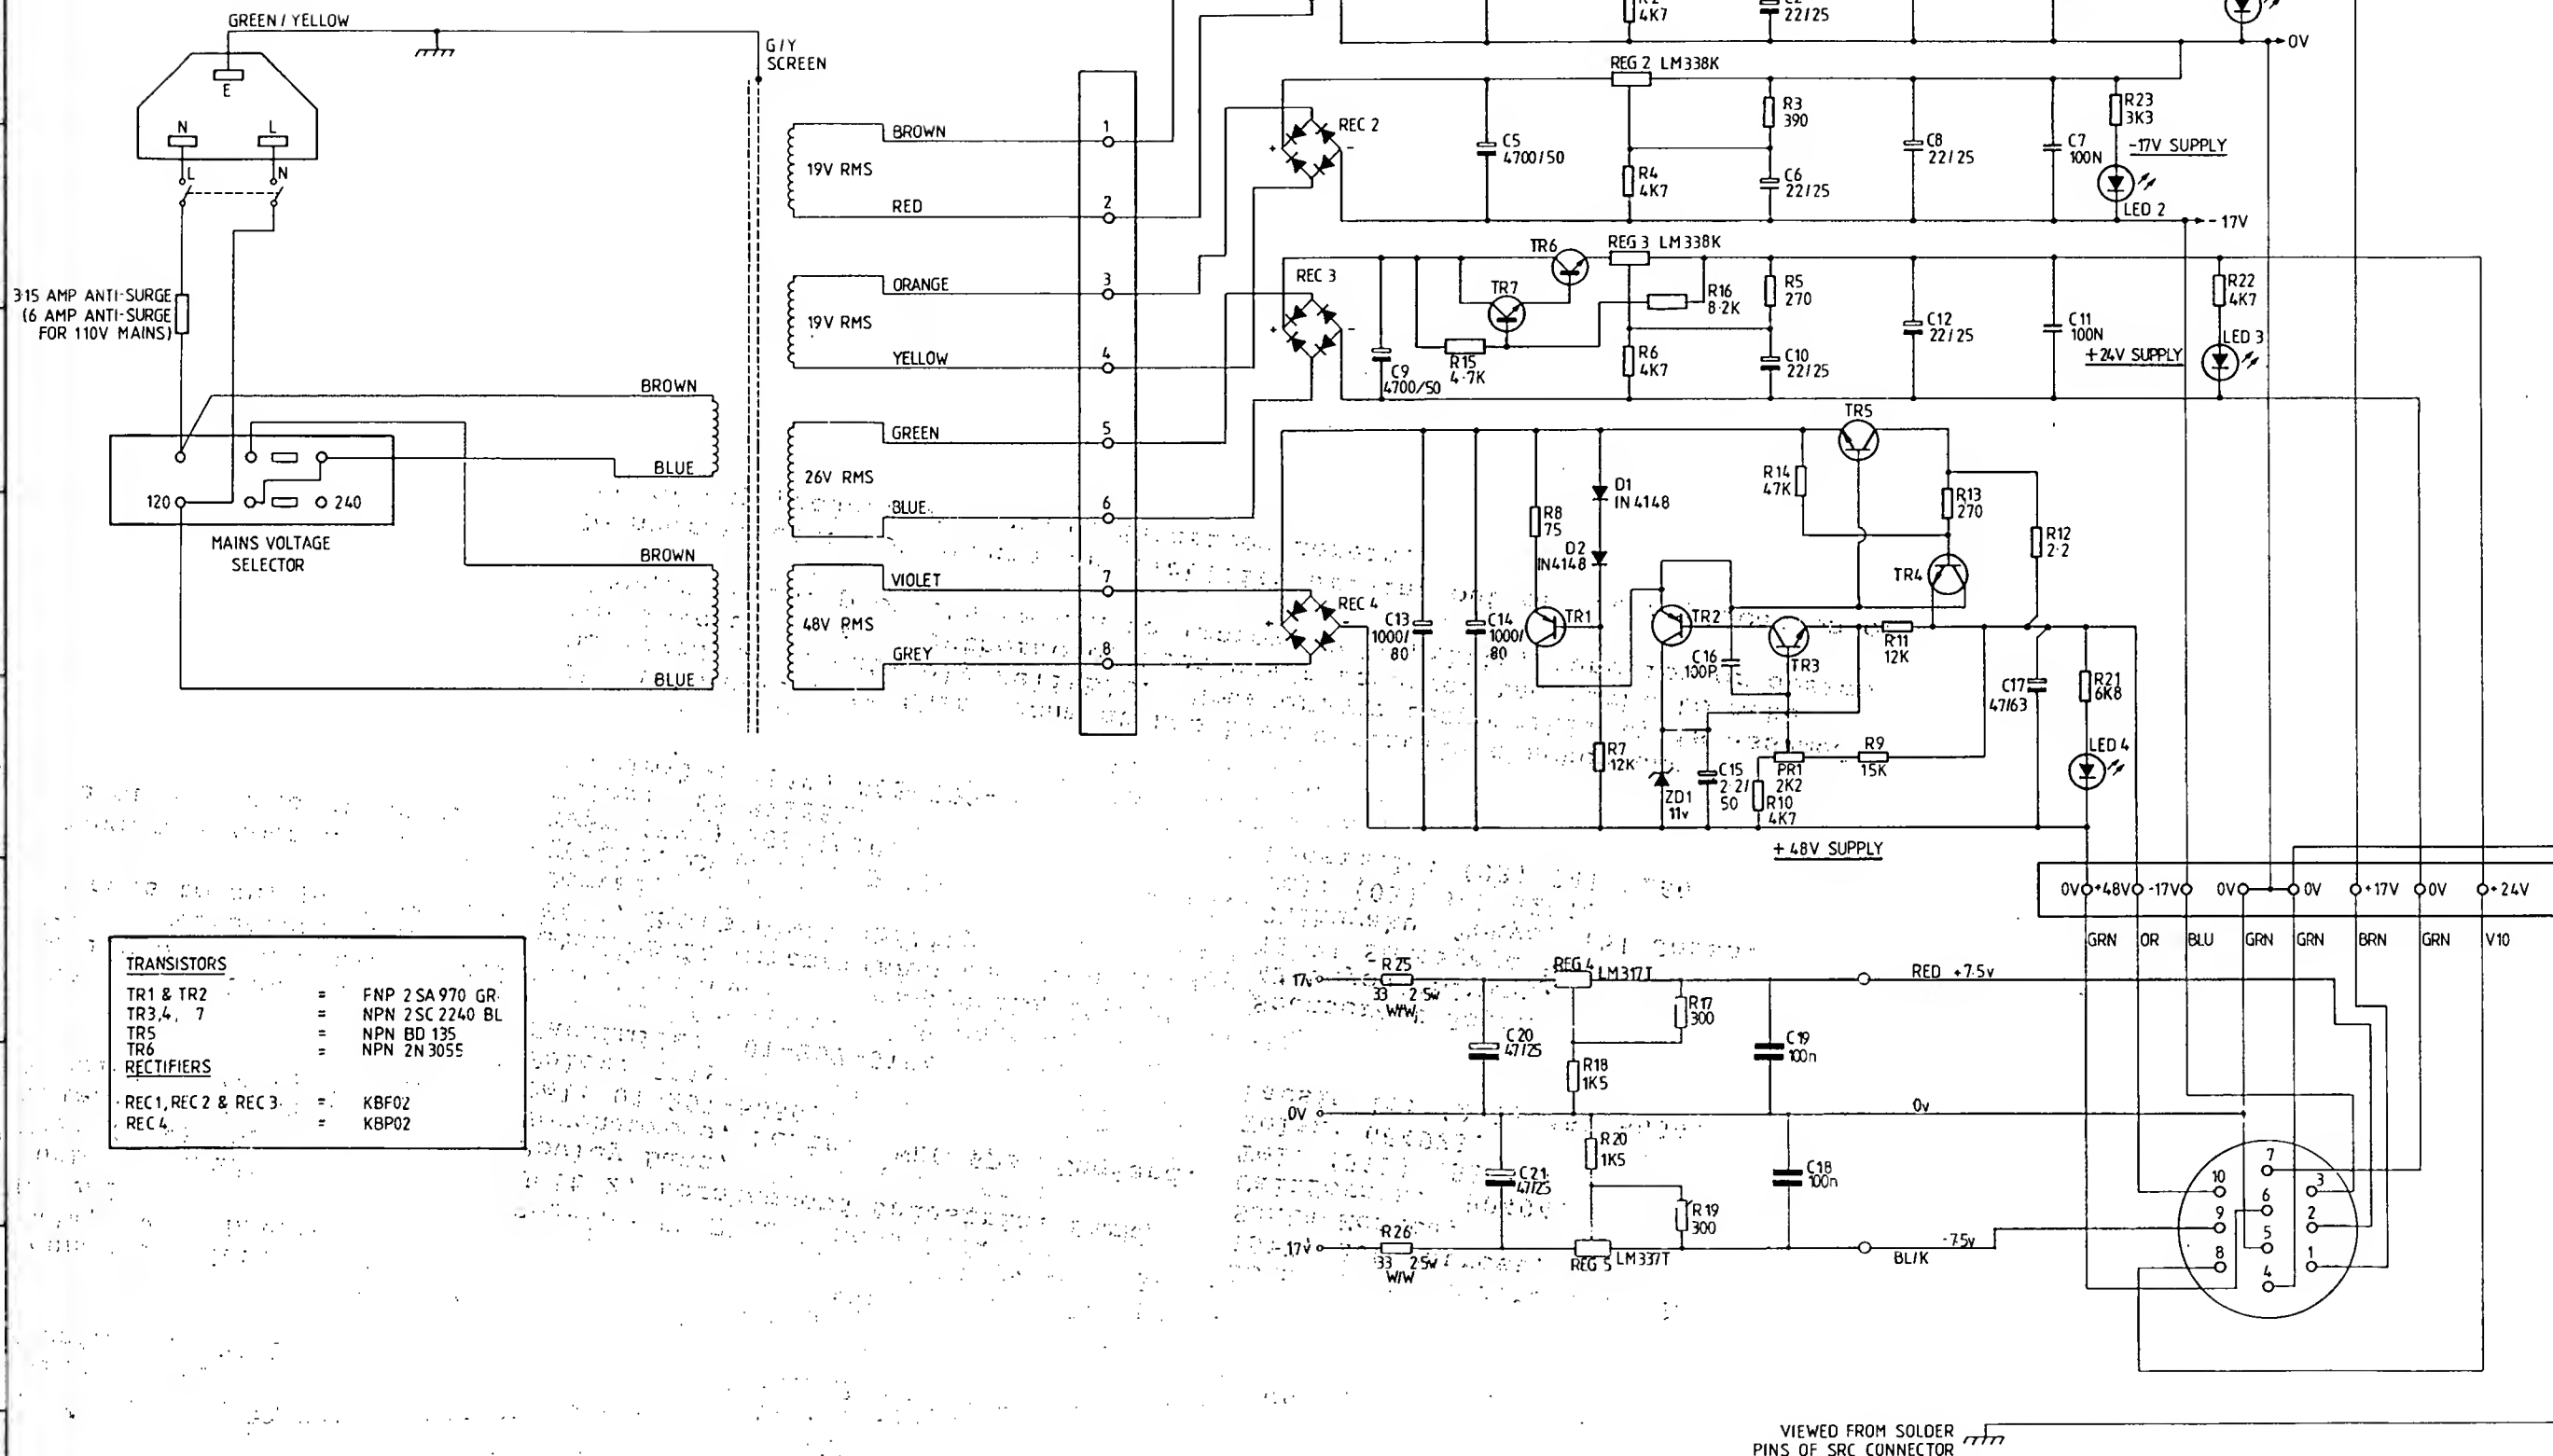 GREEN / YELLOW
G/Y
SCREEN
E
N
L
L
N
3·15 AMP ANTI-SURGE
(6 AMP ANTI-SURGE
FOR 110V MAINS)
BROWN
BLUE
120
240
MAINS VOLTAGE
SELECTOR
BROWN
BLUE
19V RMS
BROWN
RED
19V RMS
ORANGE
YELLOW
26V RMS
GREEN
BLUE
48V RMS
VIOLET
GREY
1
2
3
4
5
6
7
8
4K7
22/25
0V
REG 2 LM338K
REC 2
+
-
C5
4700/50
R3
390
R4
4K7
C6
22/25
C8
22/25
C7
100N
R23
3K3
-17V SUPPLY
LED 2
- 17V
REC 3
+
-
TR6
REG 3 LM338K
TR7
R16
8·2K
R5
270
R15
4·7K
C9
4700/50
R6
4K7
C10
22/25
C12
22/25
C11
100N
+24V SUPPLY
R22
4K7
LED 3
TR5
R14
47K
R13
270
R12
2·2
D1
IN 4148
R8
75
D2
IN4148
TR4
REC 4
+
-
C13
1000/
80
C14
1000/
80
TR1
TR2
C16
100P
TR3
R11
12K
C17
47/63
R21
6K8
LED 4
R7
12K
ZD1
11v
C15
2·2/
50
PR1
2K2
R10
4K7
R9
15K
+ 48V SUPPLY
0V
+48V
-17V
0V
0V
+17V
0V
+24V
GRN
OR
BLU
GRN
GRN
BRN
GRN
V10
TRANSISTORS
TR1 & TR2 = FNP 2SA970 GR
TR3,4, 7 = NPN 2SC2240 BL
TR5 = NPN BD135
TR6 = NPN 2N3055
RECTIFIERS
REC1, REC2 & REC3 = KBF02
REC4 = KBP02
+ 17v
R25
33 2·5w
W/W
REG 4
LM317T
RED +7·5v
R17
300
C20
47/25
C19
100n
R18
1K5
0V
0v
R20
1K5
C21
47/25
C18
100n
R19
300
- 17v
R26
33 2·5w
W/W
REG 5
LM337T
-7·5v
BL/K
10
9
8
7
6
5
4
3
2
1
VIEWED FROM SOLDER
PINS OF SRC CONNECTOR